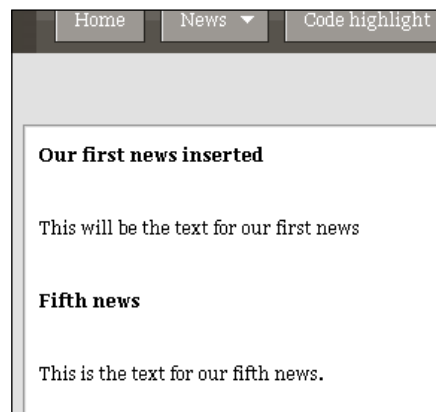 Home News Code highlight
Our first news inserted
This will be the text for our first news
Fifth news
This is the text for our fifth news.